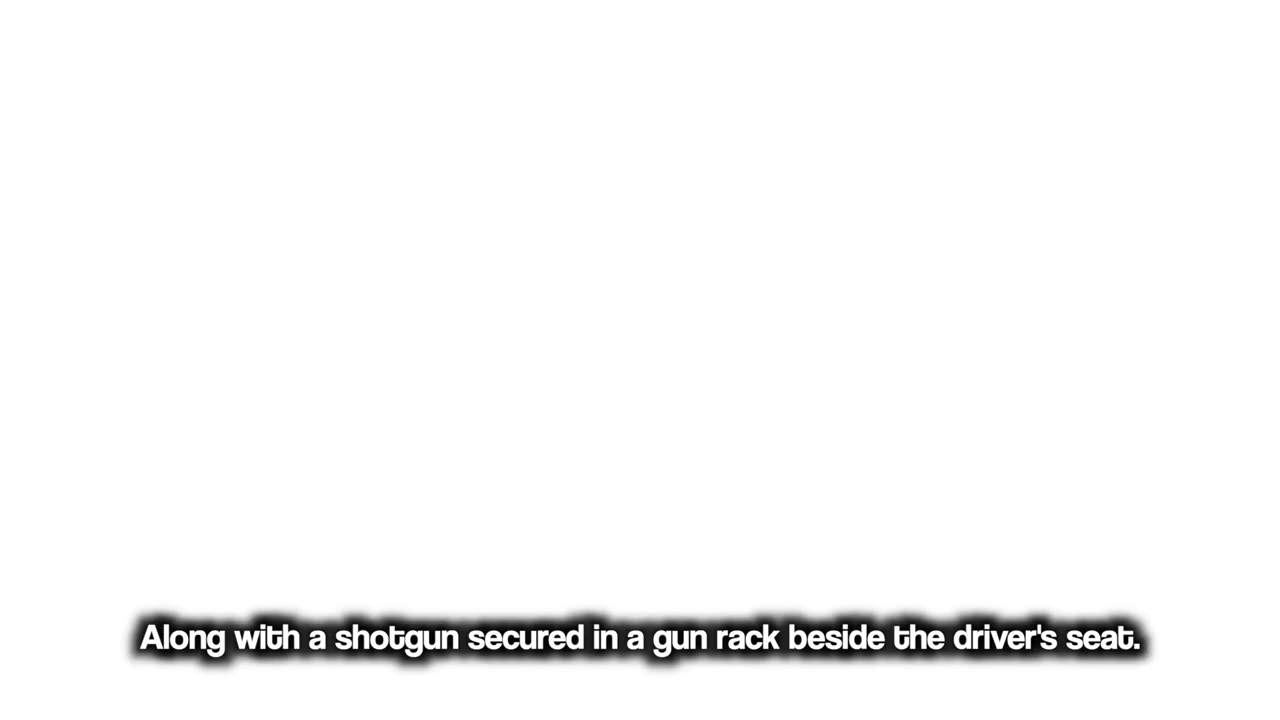 Along with a shotgun secured in a gun rack beside the driver's seat.